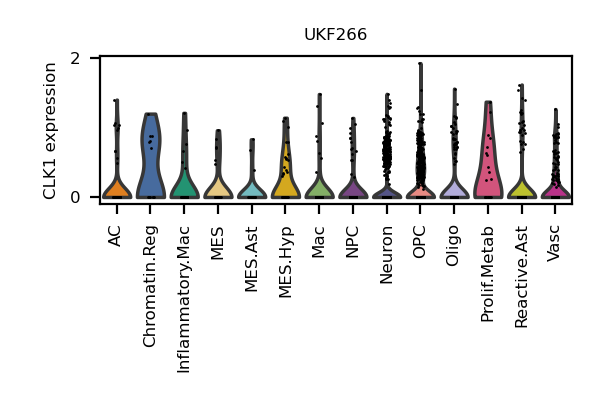 UKF266
CLK1 expression
2
0
AC
Chromatin.Reg
Inflammatory.Mac
MES
MES.Ast
MES.Hyp
Mac
NPC
Neuron
OPC
Oligo
Prolif.Metab
Reactive.Ast
Vasc